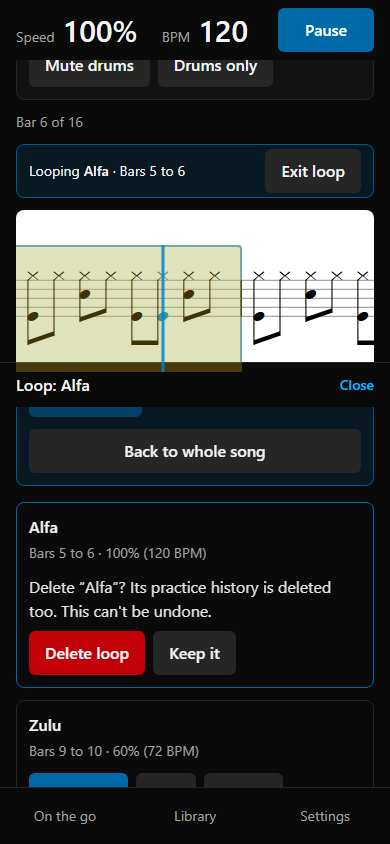 Speed 100% BPM 120 Pause
Mute drums Drums only
Bar 6 of 16
Looping Alfa · Bars 5 to 6 Exit loop
Loop: Alfa Close
Back to whole song
Alfa
Bars 5 to 6 · 100% (120 BPM)
Delete “Alfa”? Its practice history is deleted
too. This can't be undone.
Delete loop Keep it
Zulu
Bars 9 to 10 · 60% (72 BPM)
On the go Library Settings